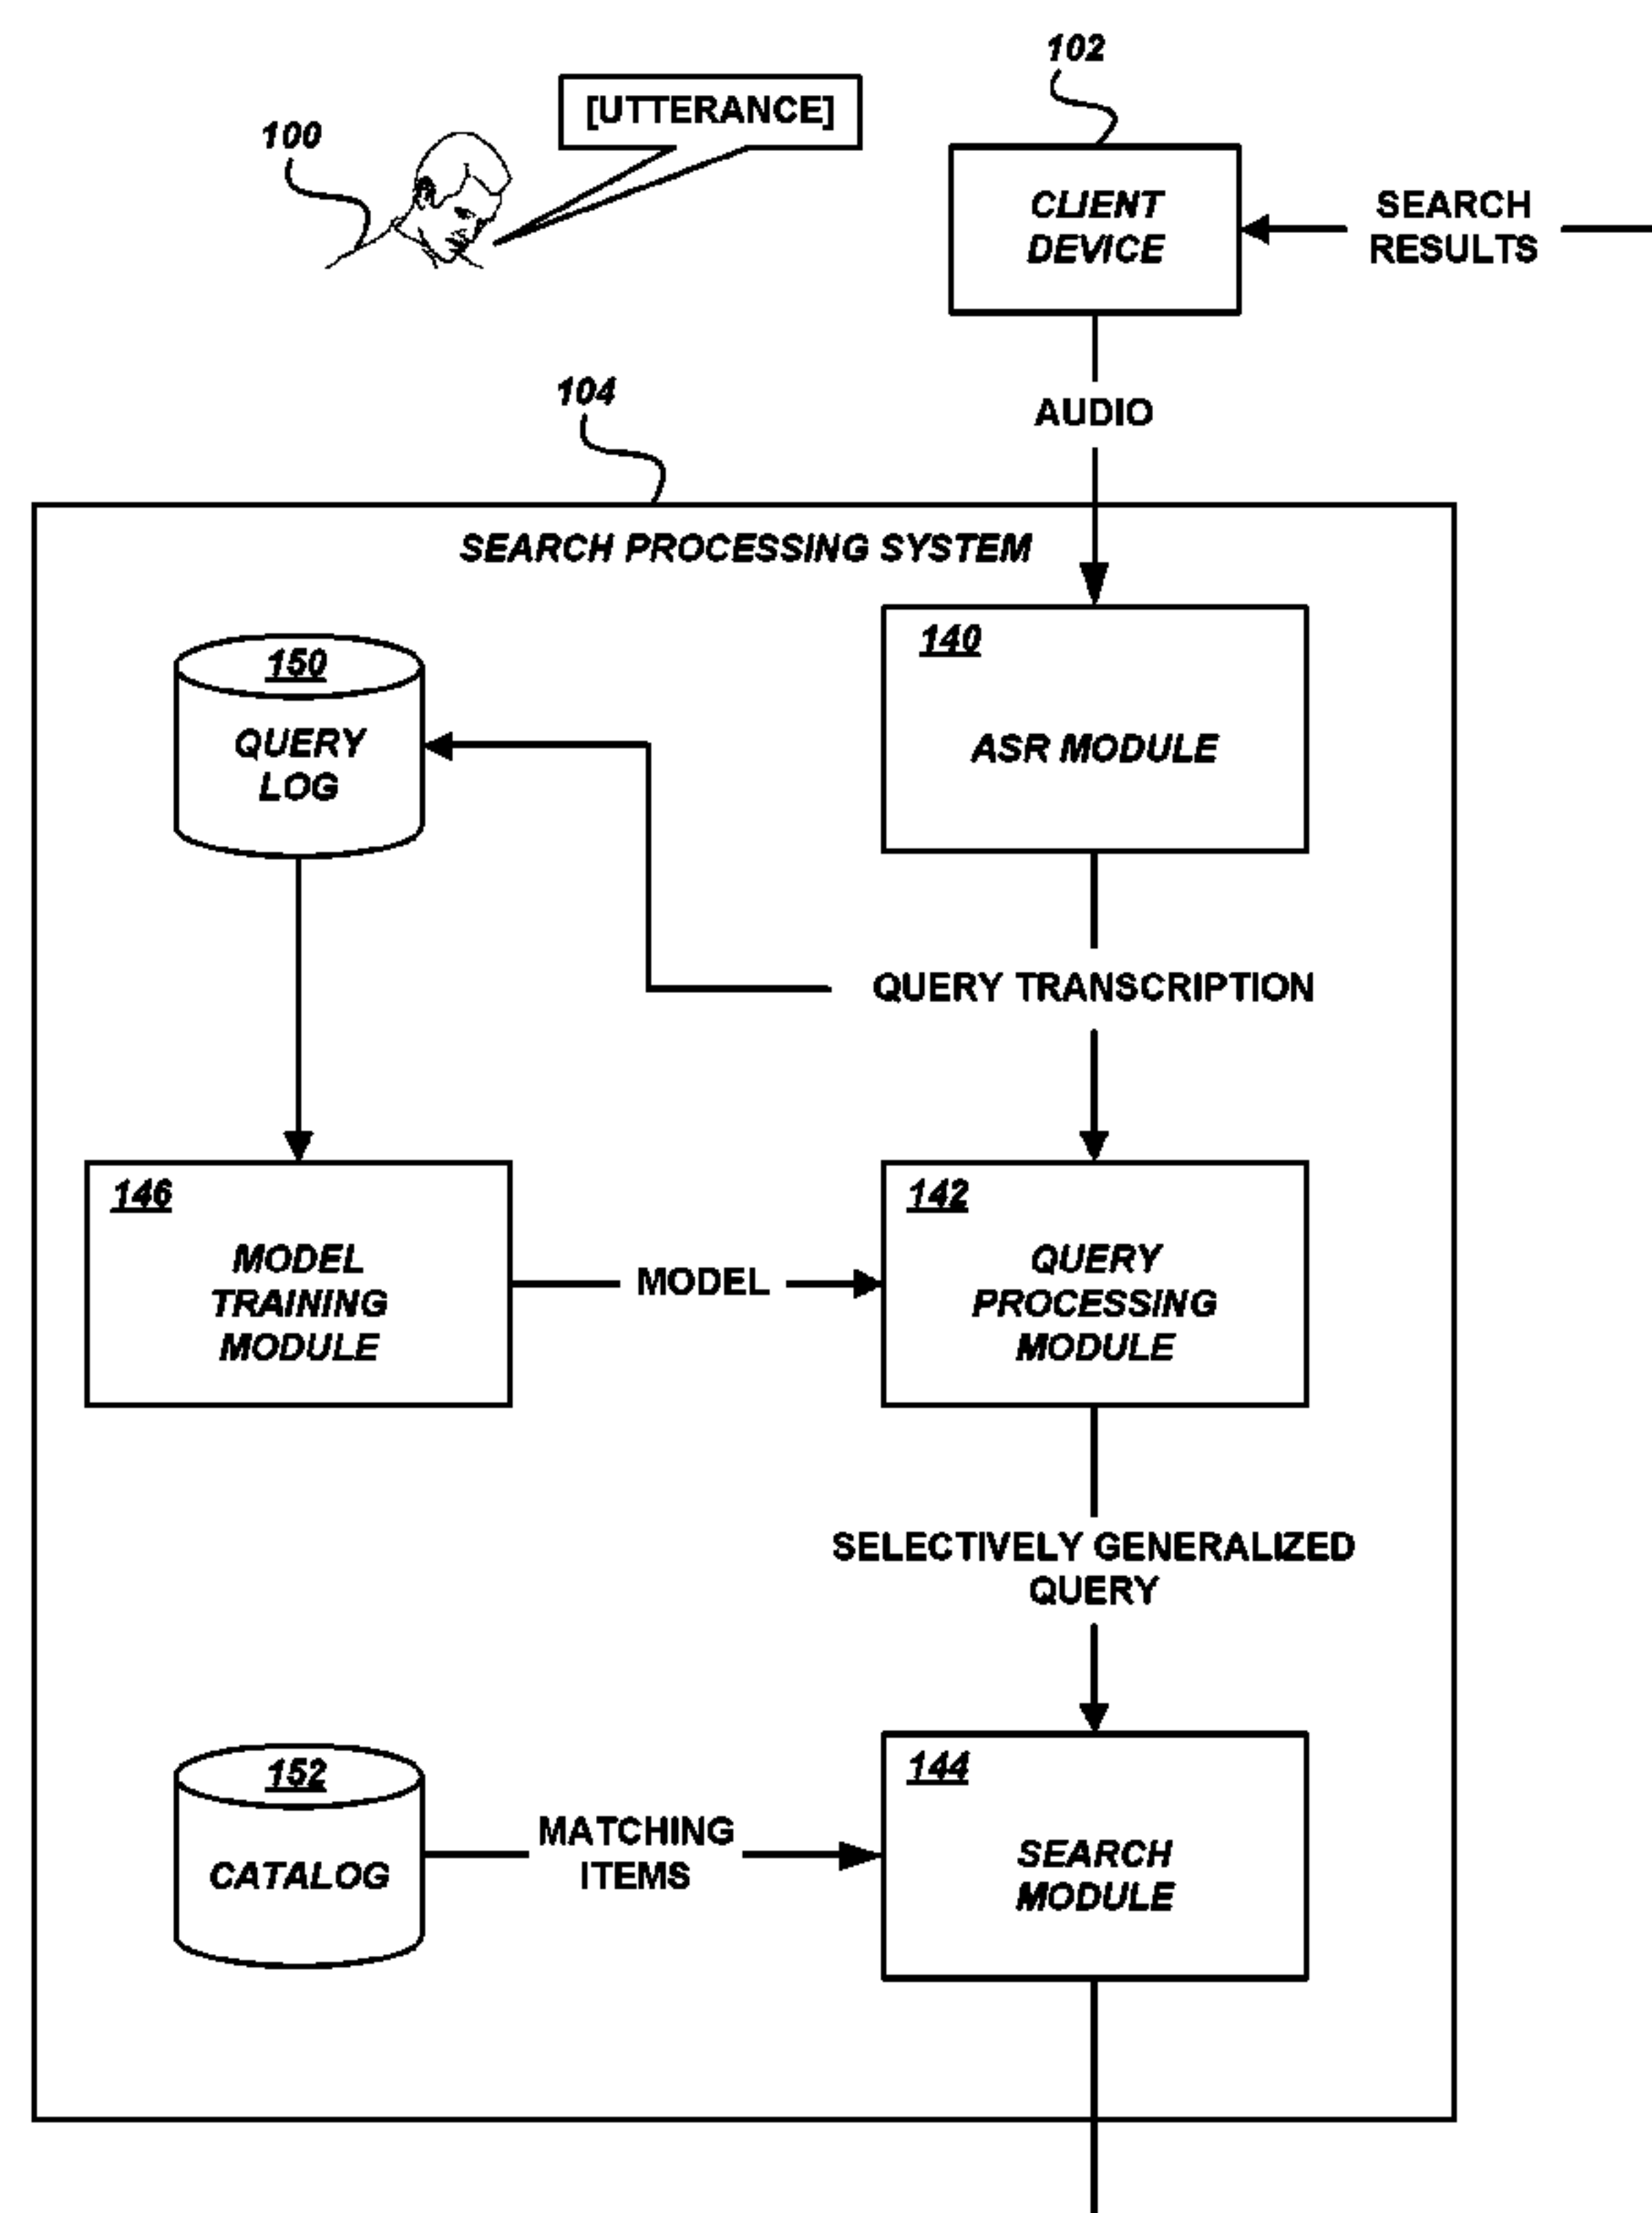 102
[UTTERANCE]
100
CLIENT
DEVICE
SEARCH
RESULTS
104
AUDIO
SEARCH PROCESSING SYSTEM
140
ASR MODULE
150
QUERY
LOG
QUERY TRANSCRIPTION
146
MODEL
TRAINING
MODULE
MODEL
142
QUERY
PROCESSING
MODULE
SELECTIVELY GENERALIZED
QUERY
152
CATALOG
MATCHING
ITEMS
144
SEARCH
MODULE